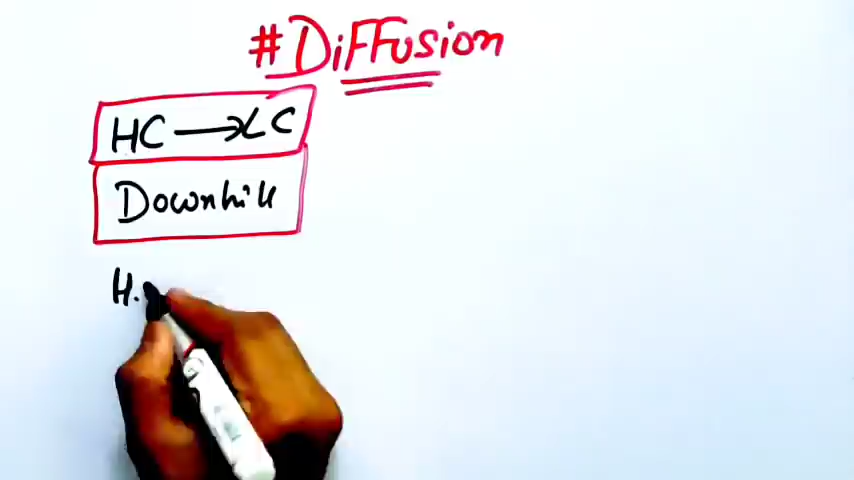 #Diffusion
HC → LC
Downhill
H.